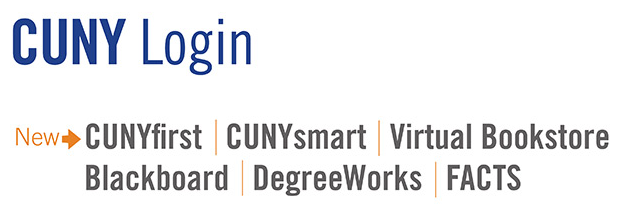 CUNY Login
New CUNYfirst | CUNYsmart | Virtual Bookstore
Blackboard | DegreeWorks | FACTS